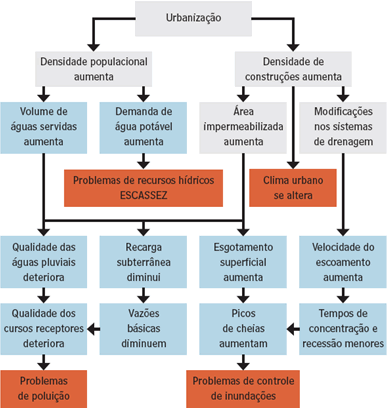 Urbanização
Densidade populacional
aumenta
Densidade de
construções aumenta
Volume de
águas servidas
aumenta
Demanda de
água potável
aumenta
Área
impermeabilizada
aumenta
Modificações
nos sistemas
de drenagem
Problemas de recursos hídricos
ESCASSEZ
Clima urbano
se altera
Qualidade das
águas pluviais
deteriora
Recarga
subterrânea
diminui
Esgotamento
superficial
aumenta
Velocidade do
escoamento
aumenta
Qualidade dos
cursos receptores
deteriora
Vazões
básicas
diminuem
Picos
de cheias
aumentam
Tempos de
concentração e
recessão menores
Problemas
de poluição
Problemas de controle
de inundações